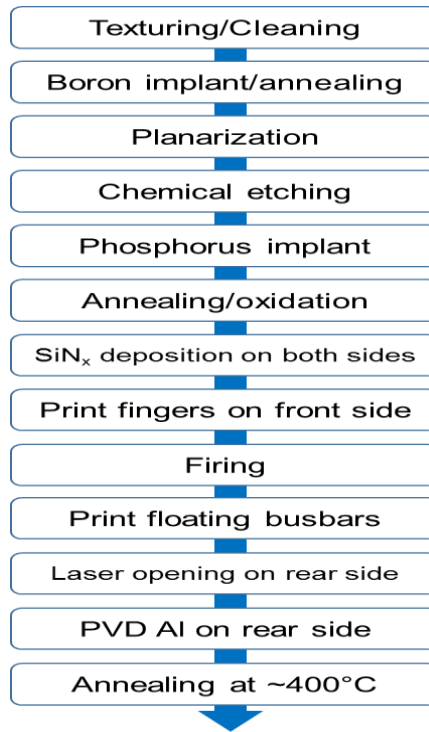 Texturing/Cleaning
Boron implant/annealing
Planarization
Chemical etching
Phosphorus implant
Annealing/oxidation
SiNₓ deposition on both sides
Print fingers on front side
Firing
Print floating busbars
Laser opening on rear side
PVD Al on rear side
Annealing at ~400°C